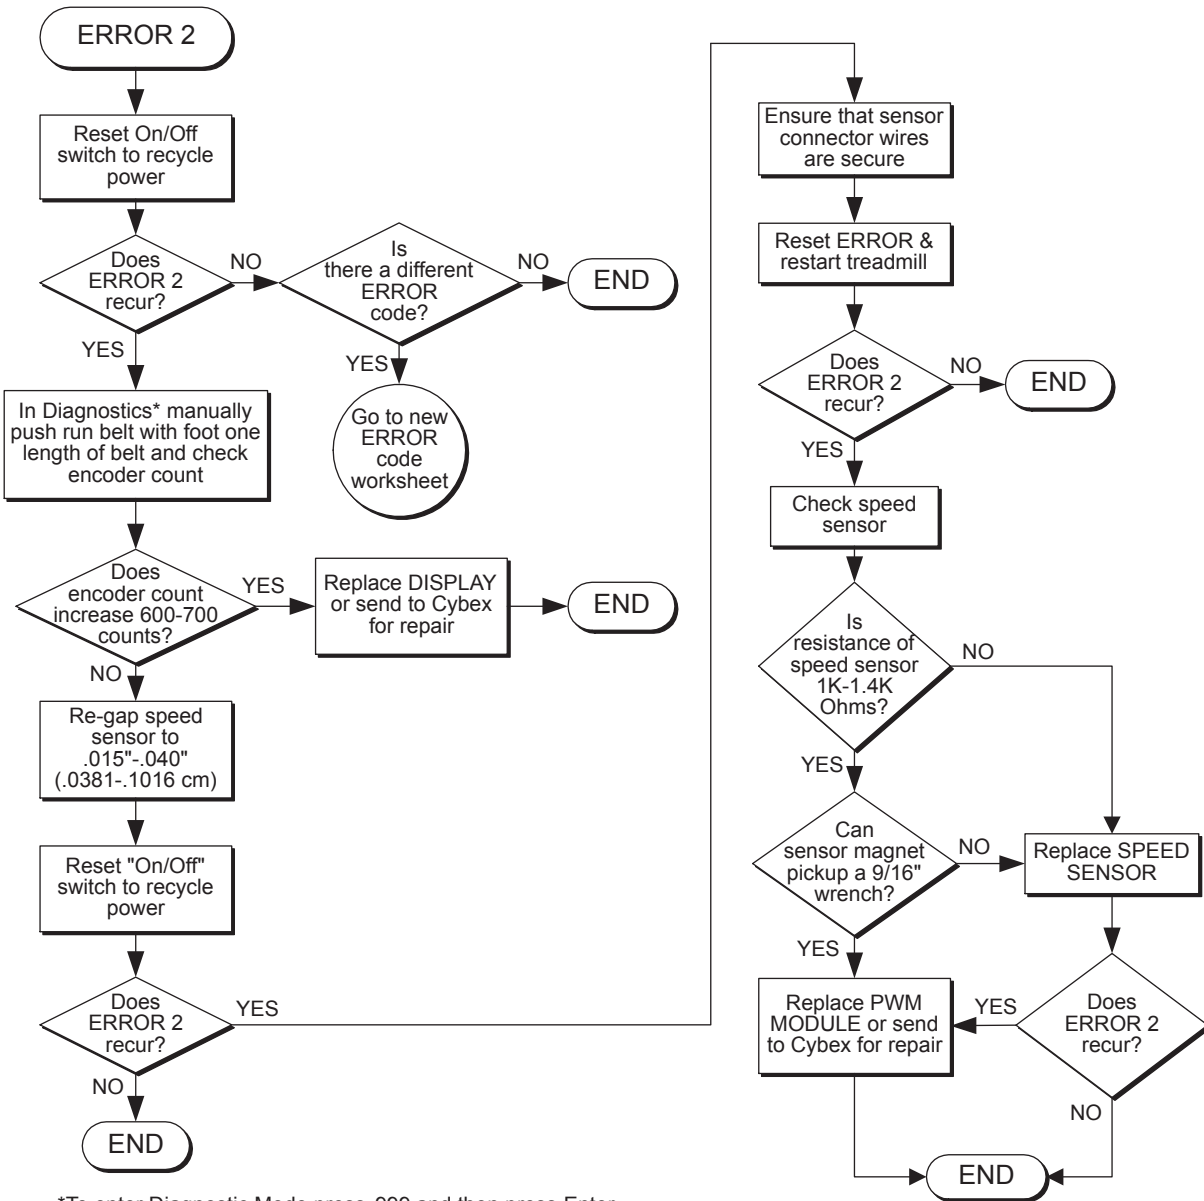 ERROR 2
Reset On/Off
switch to recycle
power
Does
ERROR 2
recur?
NO
Is
there a different
ERROR
code?
NO
END
YES
Go to new
ERROR
code
worksheet
YES
In Diagnostics* manually
push run belt with foot one
length of belt and check
encoder count
Does
encoder count
increase 600-700
counts?
YES
Replace DISPLAY
or send to Cybex
for repair
END
NO
Re-gap speed
sensor to
.015"-.040"
(.0381-.1016 cm)
Reset "On/Off"
switch to recycle
power
Does
ERROR 2
recur?
YES
NO
END
Ensure that sensor
connector wires
are secure
Reset ERROR &
restart treadmill
Does
ERROR 2
recur?
NO
END
YES
Check speed
sensor
Is
resistance of
speed sensor
1K-1.4K
Ohms?
NO
YES
Can
sensor magnet
pickup a 9/16"
wrench?
NO
Replace SPEED
SENSOR
YES
Replace PWM
MODULE or send
to Cybex for repair
YES
Does
ERROR 2
recur?
NO
END